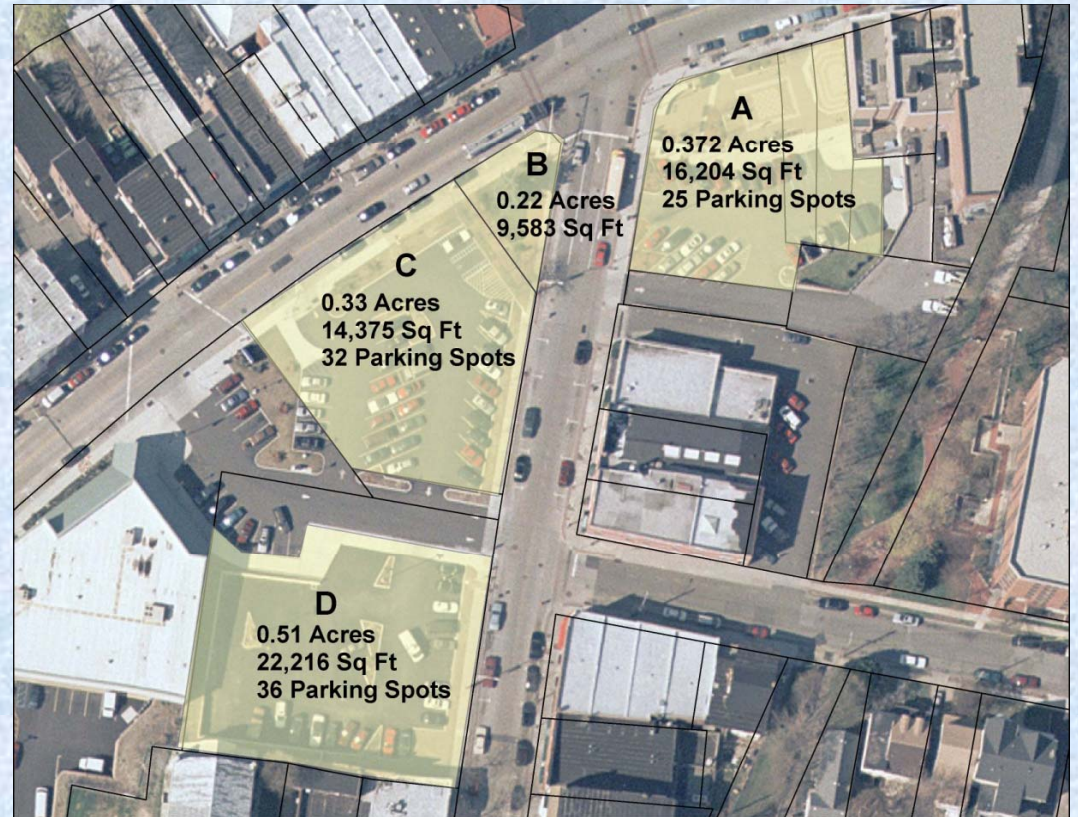 A
0.372 Acres
16,204 Sq Ft
25 Parking Spots
B
0.22 Acres
9,583 Sq Ft
C
0.33 Acres
14,375 Sq Ft
32 Parking Spots
D
0.51 Acres
22,216 Sq Ft
36 Parking Spots